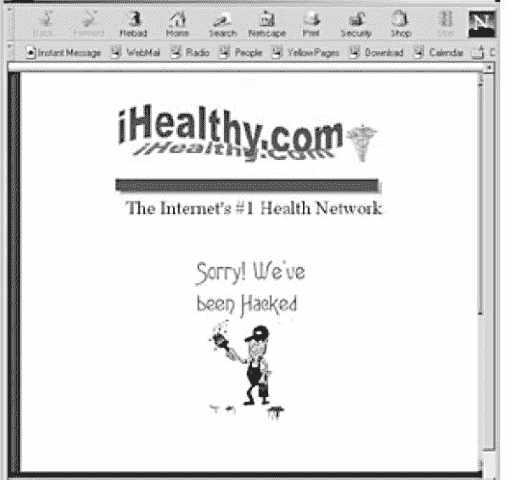 Back Forward Reload Home Search Netscape Print Security Shop Stop N
Instant Message WebMail Radio People Yellow Pages Download Calendar C
iHealthy.com
iHealthy.com
The Internet's #1 Health Network
Sorry! We've
been Hacked